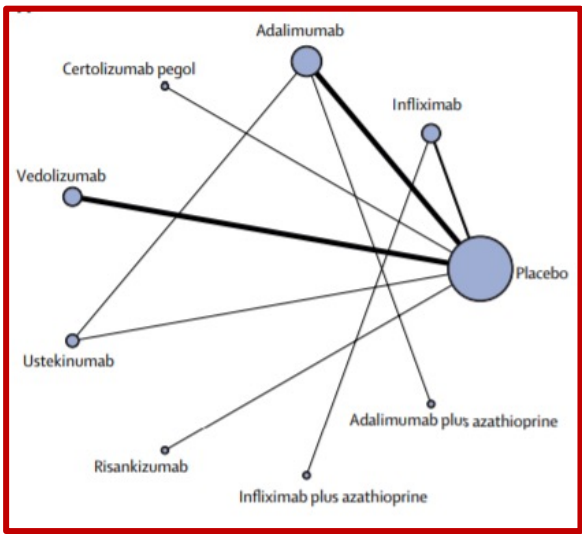 Adalimumab
Certolizumab pegol
Infliximab
Vedolizumab
Placebo
Ustekinumab
Adalimumab plus azathioprine
Risankizumab
Infliximab plus azathioprine